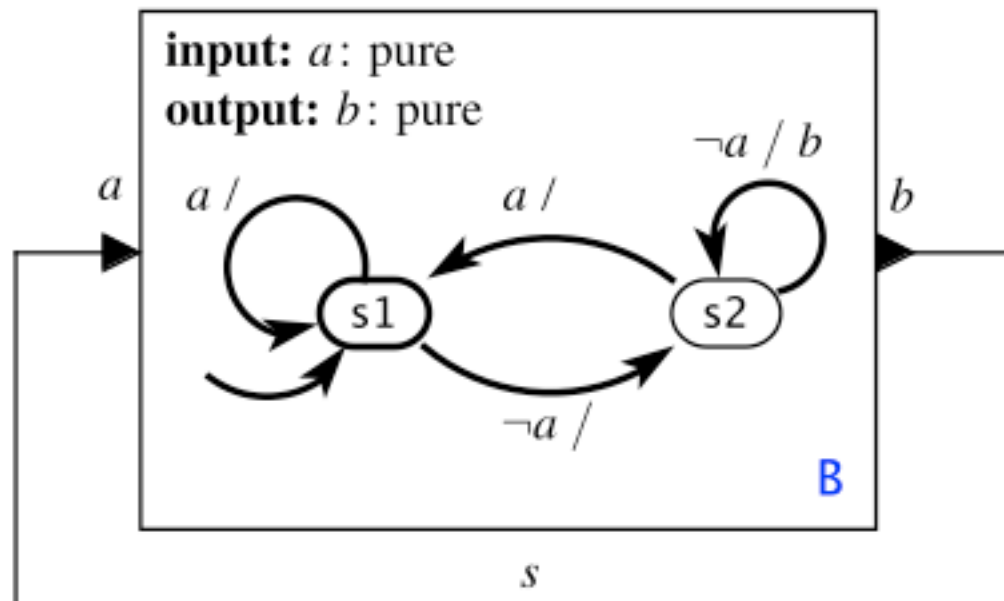 input: a: pure
output: b: pure
¬a / b
a
a /
a /
b
s1
s2
¬a /
B
s